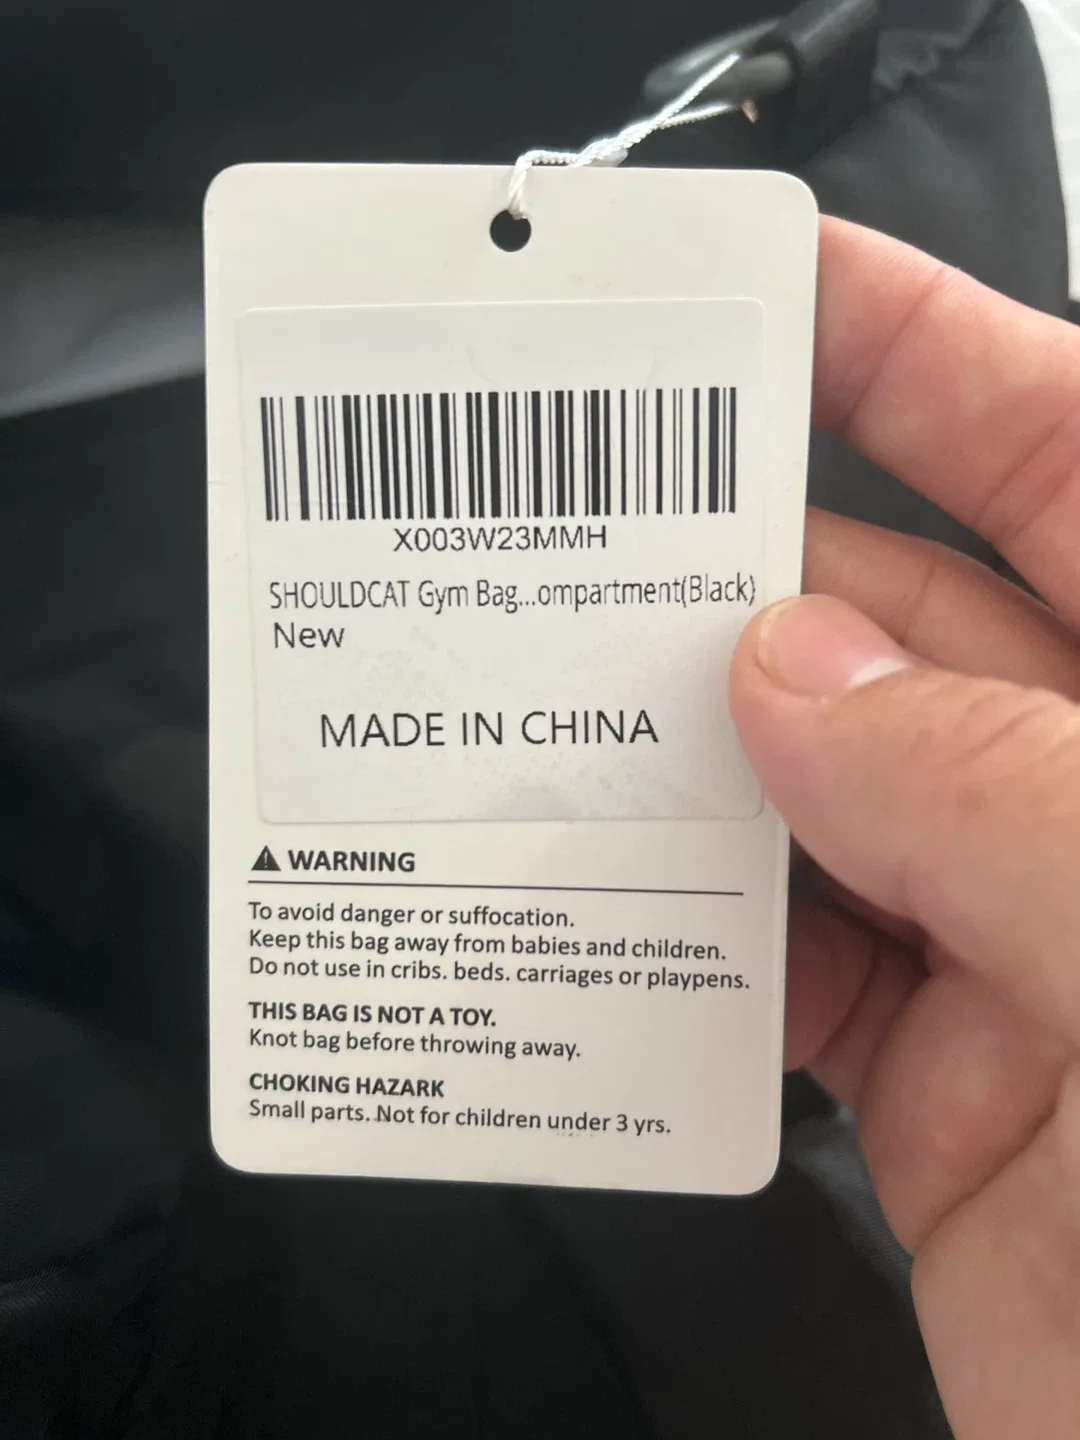 X003W23MMH
SHOULDCAT Gym Bag...ompartment(Black)
New
MADE IN CHINA
WARNING
To avoid danger or suffocation.
Keep this bag away from babies and children.
Do not use in cribs. beds. carriages or playpens.
THIS BAG IS NOT A TOY.
Knot bag before throwing away.
CHOKING HAZARK
Small parts. Not for children under 3 yrs.